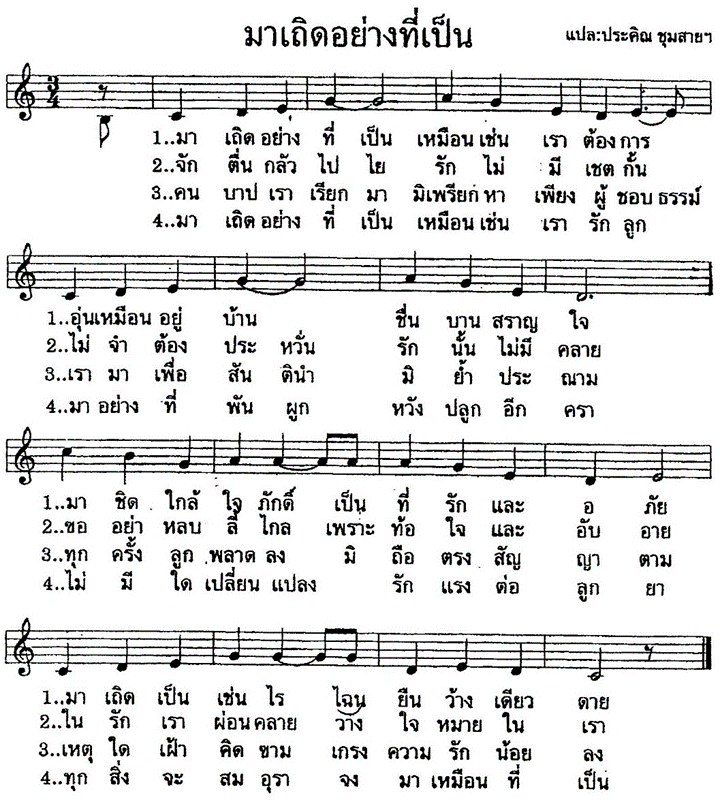 มาเถิดอย่างที่เป็น
แปล:ประคิณ ชุมสายฯ
3
4
1..มา เถิด อย่าง ที่ เป็น เหมือน เช่น เรา ต้อง การ
2..จัก ตื่น กลัว ไป ไย รัก ไม่ มี เชต กั้น
3..คน บาป เรา เรียก มา มิเพรียก หา เพียง ผู้ ชอบ ธรรม์
4..มา เถิด อย่าง ที่ เป็น เหมือน เช่น เรา รัก ลูก
1..อุ่นเหมือน อยู่ บ้าน ชื่น บาน สราญ ใจ
2..ไม่ จำ ต้อง ประ หวั่น รัก นั้น ไม่มี คลาย
3..เรา มา เพื่อ สัน ตินำ มิ ย้ำ ประ ณาม
4..มา อย่าง ที่ พัน ผูก หวัง ปลูก อีก ครา
1..มา ชิด ใกล้ ใจ ภักดิ์ เป็น ที่ รัก และ อ ภัย
2..ขอ อย่า หลบ ลี้ ไกล เพราะ ท้อ ใจ และ อับ อาย
3..ทุก ครั้ง ลูก พลาด ลง มิ ถือ ตรง สัญ ญา ตาม
4..ไม่ มี ใด เปลี่ยน แปลง รัก แรง ต่อ ลูก ยา
1..มา เถิด เป็น เช่น ไร ไฉน ยืน ว้าง เดียว ดาย
2..ใน รัก เรา ผ่อน คลาย วาง ใจ หมาย ใน เรา
3..เหตุ ใด เฝ้า คิด ขาม เกรง ความ รัก น้อย ลง
4..ทุก สิ่ง จะ สม อุรา จง มา เหมือน ที่ เป็น